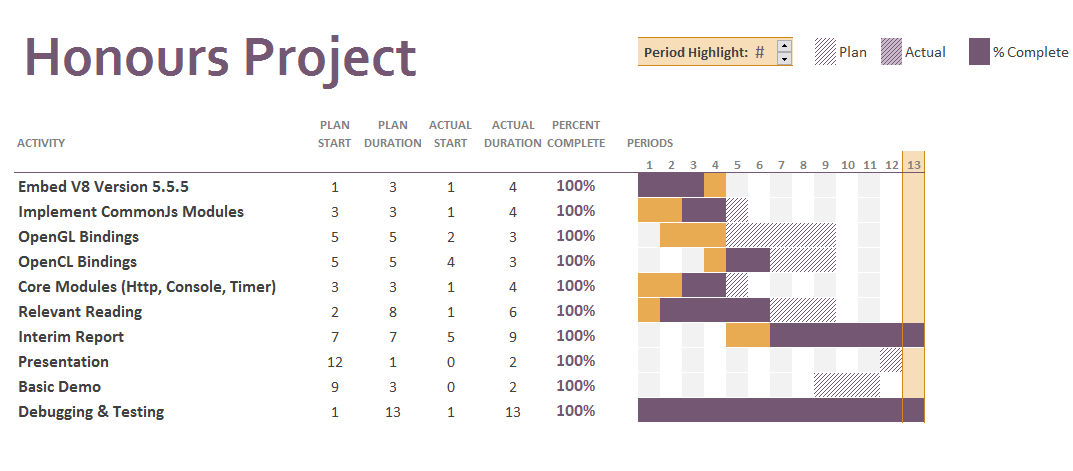 Honours Project
Period Highlight: # Plan Actual % Complete
PLAN PLAN ACTUAL ACTUAL PERCENT
ACTIVITY START DURATION START DURATION COMPLETE PERIODS
1 2 3 4 5 6 7 8 9 10 11 12 13
Embed V8 Version 5.5.5 1 3 1 4 100%
Implement CommonJs Modules 3 3 1 4 100%
OpenGL Bindings 5 5 2 3 100%
OpenCL Bindings 5 5 4 3 100%
Core Modules (Http, Console, Timer) 3 3 1 4 100%
Relevant Reading 2 8 1 6 100%
Interim Report 7 7 5 9 100%
Presentation 12 1 0 2 100%
Basic Demo 9 3 0 2 100%
Debugging & Testing 1 13 1 13 100%